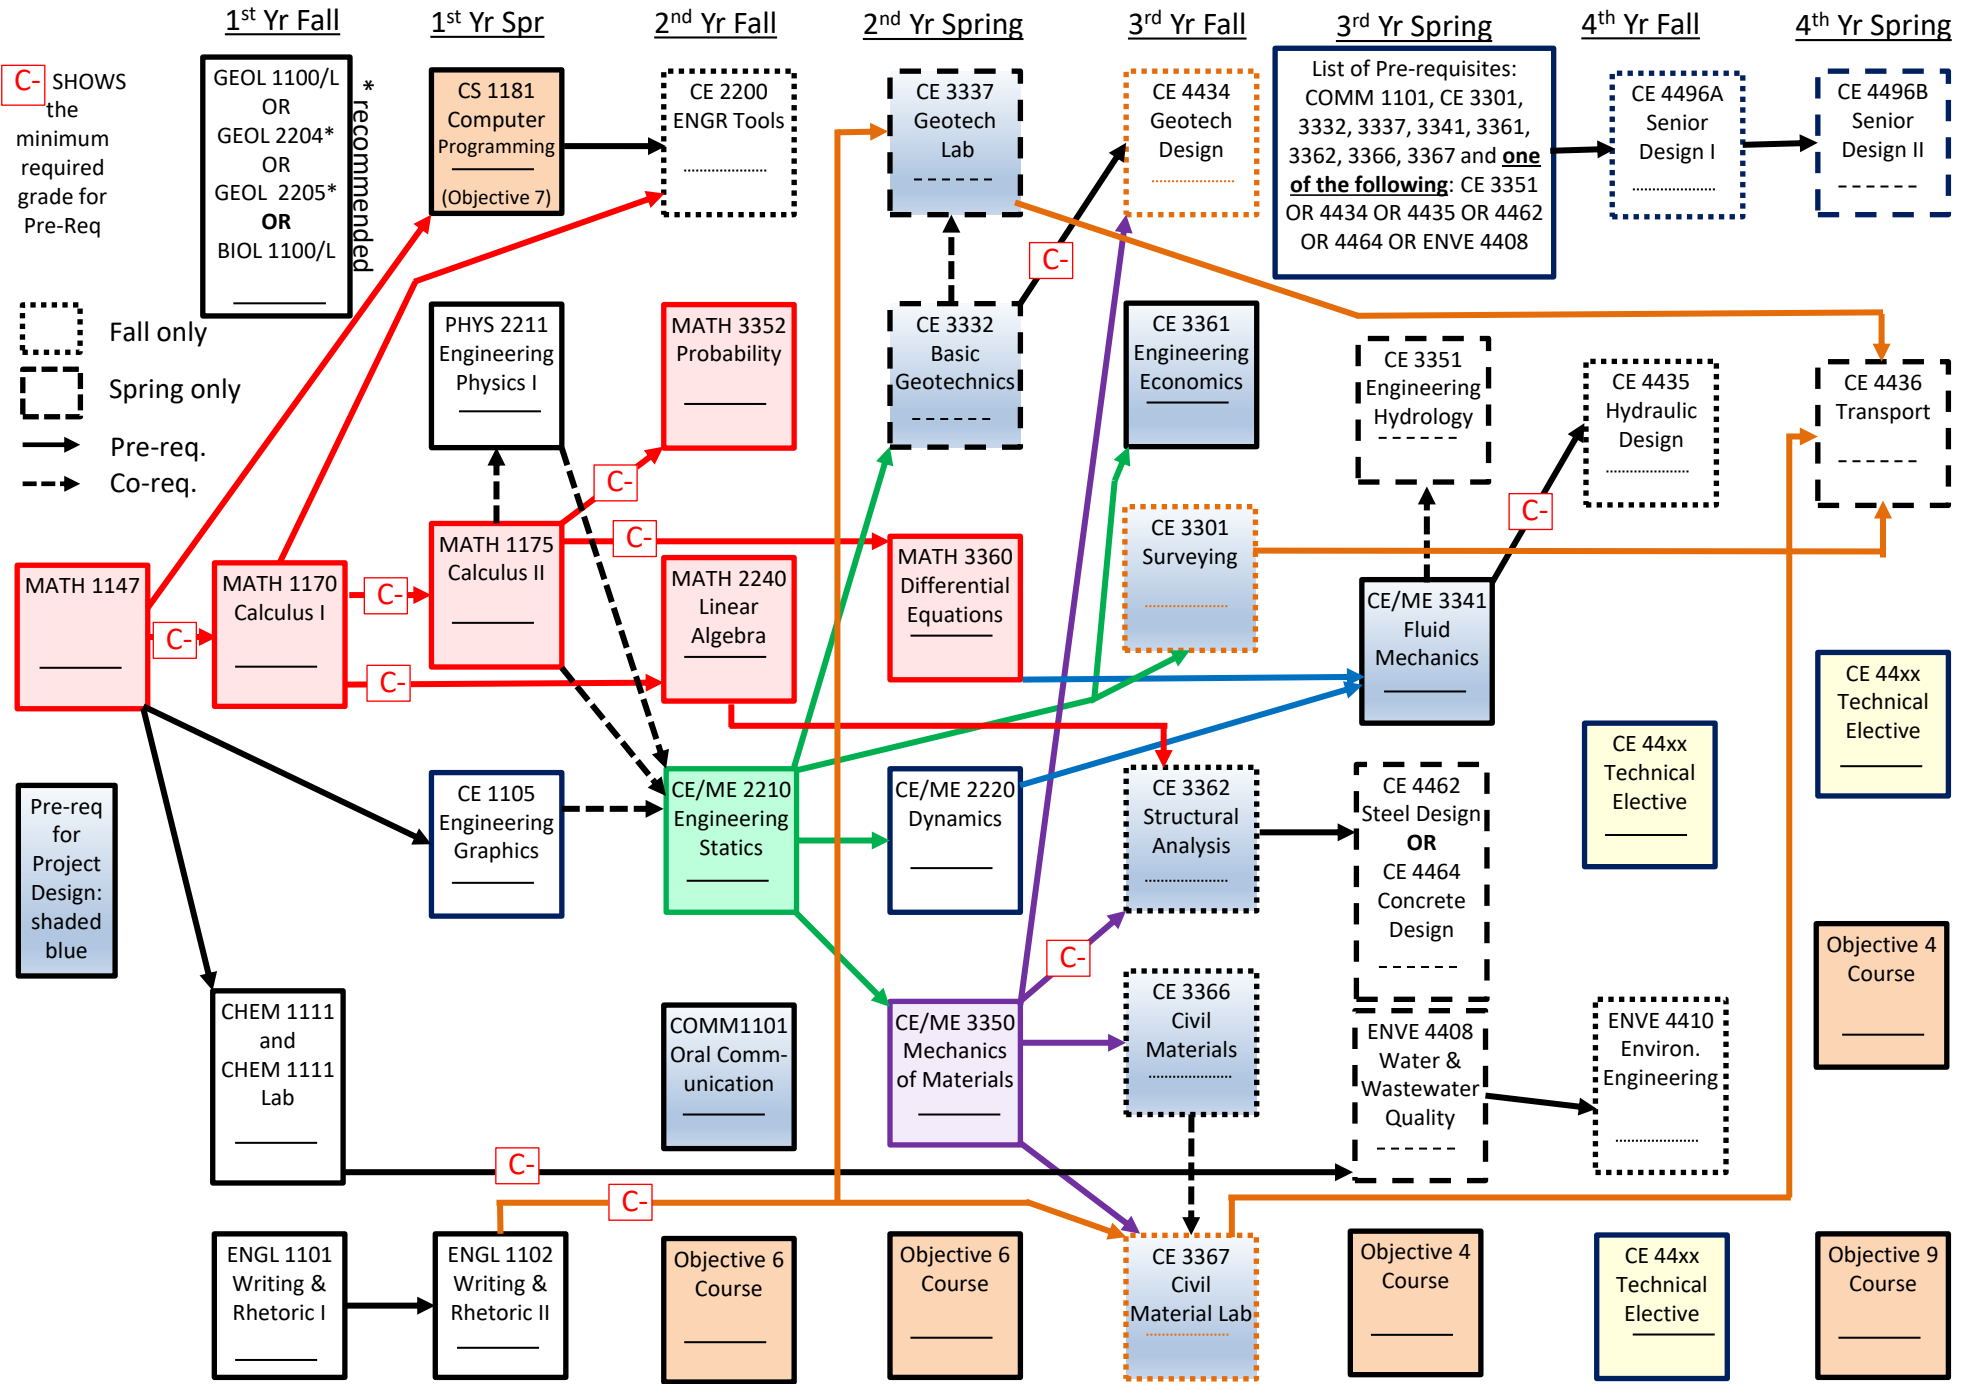 1st Yr Fall
1st Yr Spr
2nd Yr Fall
2nd Yr Spring
3rd Yr Fall
3rd Yr Spring
4th Yr Fall
4th Yr Spring
C- SHOWS
the
minimum
required
grade for
Pre-Req
Fall only
Spring only
Pre-req.
Co-req.
MATH 1147
Pre-req
for
Project
Design:
shaded
blue
GEOL 1100/L
OR
GEOL 2204*
OR
GEOL 2205*
OR
BIOL 1100/L
* recommended
MATH 1170
Calculus I
CHEM 1111
and
CHEM 1111
Lab
ENGL 1101
Writing &
Rhetoric I
CS 1181
Computer
Programming
(Objective 7)
PHYS 2211
Engineering
Physics I
MATH 1175
Calculus II
CE 1105
Engineering
Graphics
ENGL 1102
Writing &
Rhetoric II
CE 2200
ENGR Tools
MATH 3352
Probability
MATH 2240
Linear
Algebra
CE/ME 2210
Engineering
Statics
COMM1101
Oral Comm-
unication
Objective 6
Course
CE 3337
Geotech
Lab
CE 3332
Basic
Geotechnics
MATH 3360
Differential
Equations
CE/ME 2220
Dynamics
CE/ME 3350
Mechanics
of Materials
Objective 6
Course
CE 4434
Geotech
Design
CE 3361
Engineering
Economics
CE 3301
Surveying
CE 3362
Structural
Analysis
CE 3366
Civil
Materials
CE 3367
Civil
Material Lab
List of Pre-requisites:
COMM 1101, CE 3301,
3332, 3337, 3341, 3361,
3362, 3366, 3367 and one
of the following: CE 3351
OR 4434 OR 4435 OR 4462
OR 4464 OR ENVE 4408
CE 3351
Engineering
Hydrology
CE/ME 3341
Fluid
Mechanics
CE 4462
Steel Design
OR
CE 4464
Concrete
Design
ENVE 4408
Water &
Wastewater
Quality
Objective 4
Course
CE 4496A
Senior
Design I
CE 4435
Hydraulic
Design
CE 44xx
Technical
Elective
ENVE 4410
Environ.
Engineering
CE 44xx
Technical
Elective
CE 4496B
Senior
Design II
CE 4436
Transport
CE 44xx
Technical
Elective
Objective 4
Course
Objective 9
Course
C-
C-
C-
C-
C-
C-
C-
C-
C-
C-